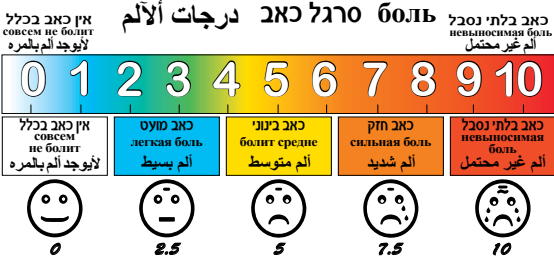 боль סרגל כאב درجات ألآلم
אין כאב בכלל
совсем не болит
لأيوجد ألم بالمره
כאב בלתי נסבל
невыносимая боль
ألم غير محتمل
0 1 2 3 4 5 6 7 8 9 10
אין כאב בכלל
совсем
не болит
لأيوجد ألم بالمره
כאב מועט
легкая боль
ألم بسيط
כאב בינוני
болит средне
ألم متوسط
כאב חזק
сильная боль
ألم شديد
כאב בלתי נסבל
невыносимая
боль
ألم غير محتمل
0 2.5 5 7.5 10